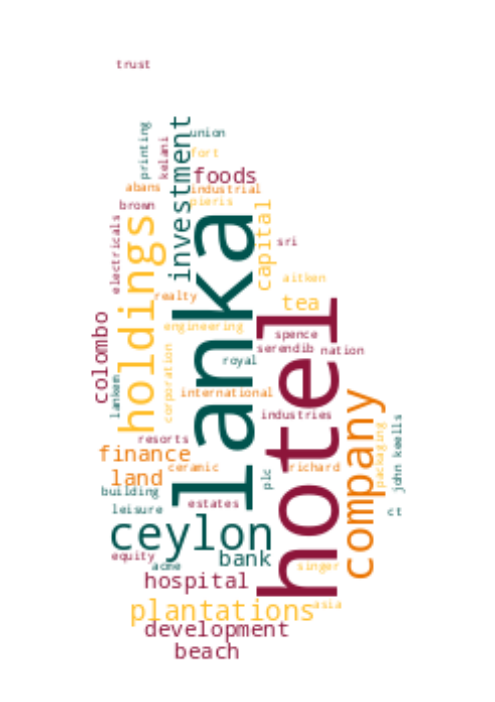 trust
printing
kelani
investment
union
fort
foods
abans
industrial
brown
pieris
electricals
holdings
lanka
capital
sri
aitken
realty
tea
hotel
engineering
spence
colombo
serendib
nation
royal
corporation
lankem
international
company
industries
packaging
john keells
resorts
finance
ceramic
richard
land
plc
building
estates
leisure
ct
ceylon
equity
bank
acme
singer
hospital
plantations
asia
development
beach